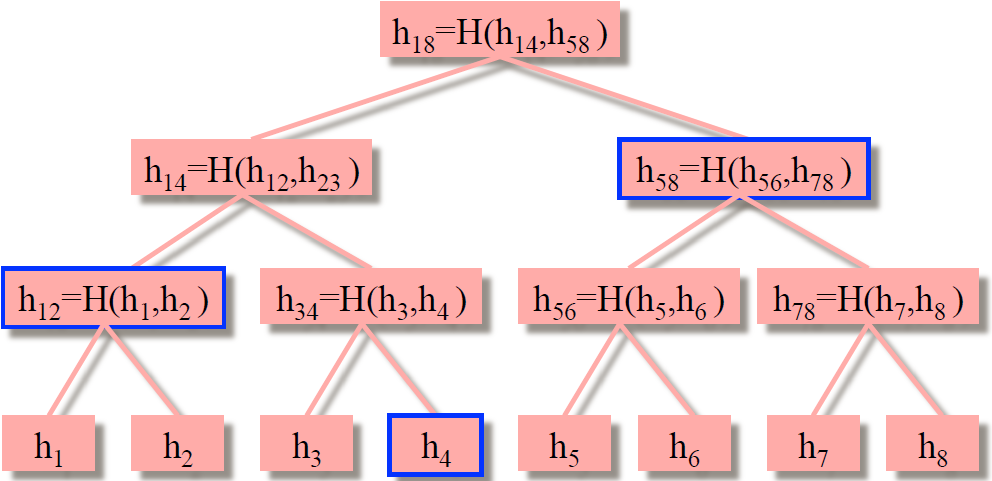 h₁₈=H(h₁₄,h₅₈ )
h₁₄=H(h₁₂,h₂₃ )
h₅₈=H(h₅₆,h₇₈ )
h₁₂=H(h₁,h₂ )
h₃₄=H(h₃,h₄ )
h₅₆=H(h₅,h₆ )
h₇₈=H(h₇,h₈ )
h₁
h₂
h₃
h₄
h₅
h₆
h₇
h₈